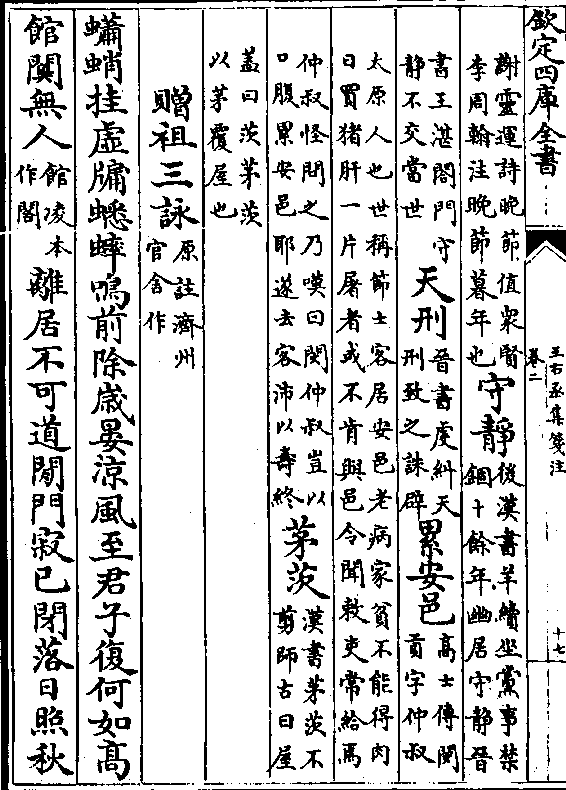 欽定四庫全書
王右丞集箋注
卷二
十七
謝靈運詩晚節值衆賢
李周翰注晚節暮年也
守靜
後漢書羊續坐黨事禁
錮十餘年幽居守静晉
書王湛閤門守
静不交當世
天刑
晉書虔糾天
刑致之誅辟
累安邑
高士傳閔
貢字仲叔
太原人也世稱節士客居安邑老病家貧不能得肉
日買猪肝一片屠者或不肯與邑令聞敕吏常給焉
仲叔怪問之乃嘆曰閔仲叔豈以
口腹累安邑耶遂去客沛以壽終
茅茨
漢書茅茨不
剪師古曰屋
蓋曰茨茅茨
以茅覆屋也
贈祖三詠
原註濟州
官舍作
蠨蛸挂虛牖蟋蟀鳴前除歲晏涼風至君子復何如髙
館闃無人
館凌本
作閣
離居不可道閒門寂已閉落日照秋